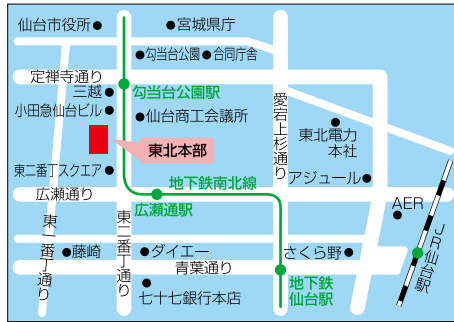 仙台市役所
宮城県庁
勾当台公園
合同庁舎
定禅寺通り
三越
勾当台公園駅
小田急仙台ビル
仙台商工会議所
愛宕上杉通り
東北電力
本社
東北本部
東二番丁スクエア
アジュール
地下鉄南北線
広瀬通り
広瀬通駅
AER
JR仙台駅
東一番丁通り
藤崎
東二番丁通り
ダイエー
さくら野
青葉通り
地下鉄
仙台駅
七十七銀行本店